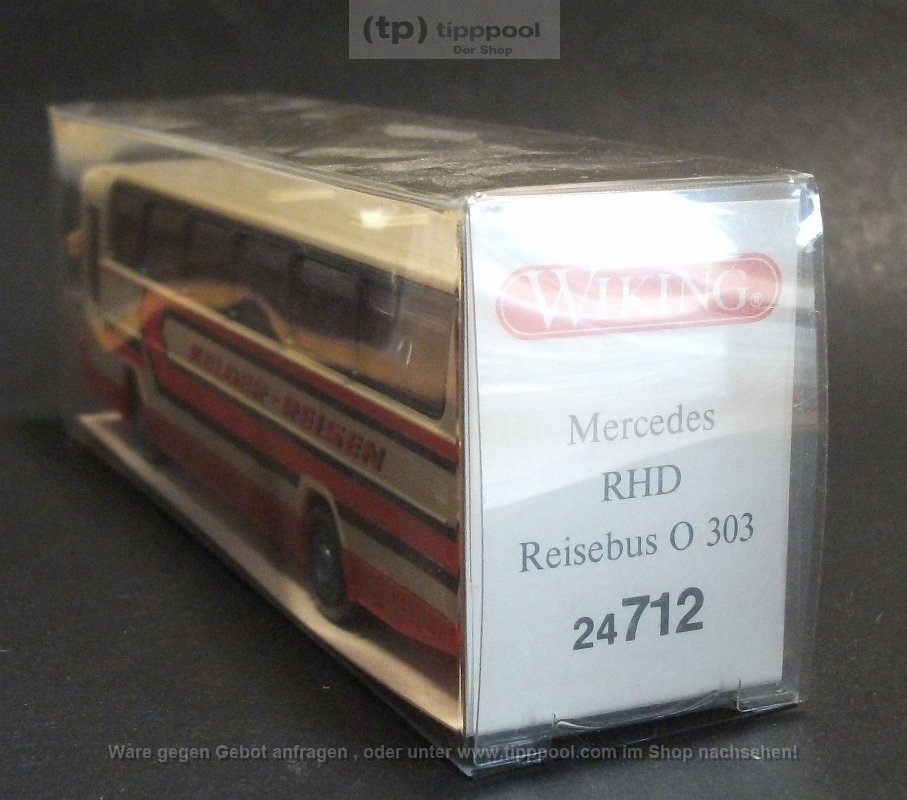 (tp) tipppool
Der Shop
WIKING®
Mercedes
RHD
Reisebus O 303
24712
REISEN
Ware gegen Gebot anfragen , oder unter www.tipppool.com im Shop nachsehen!